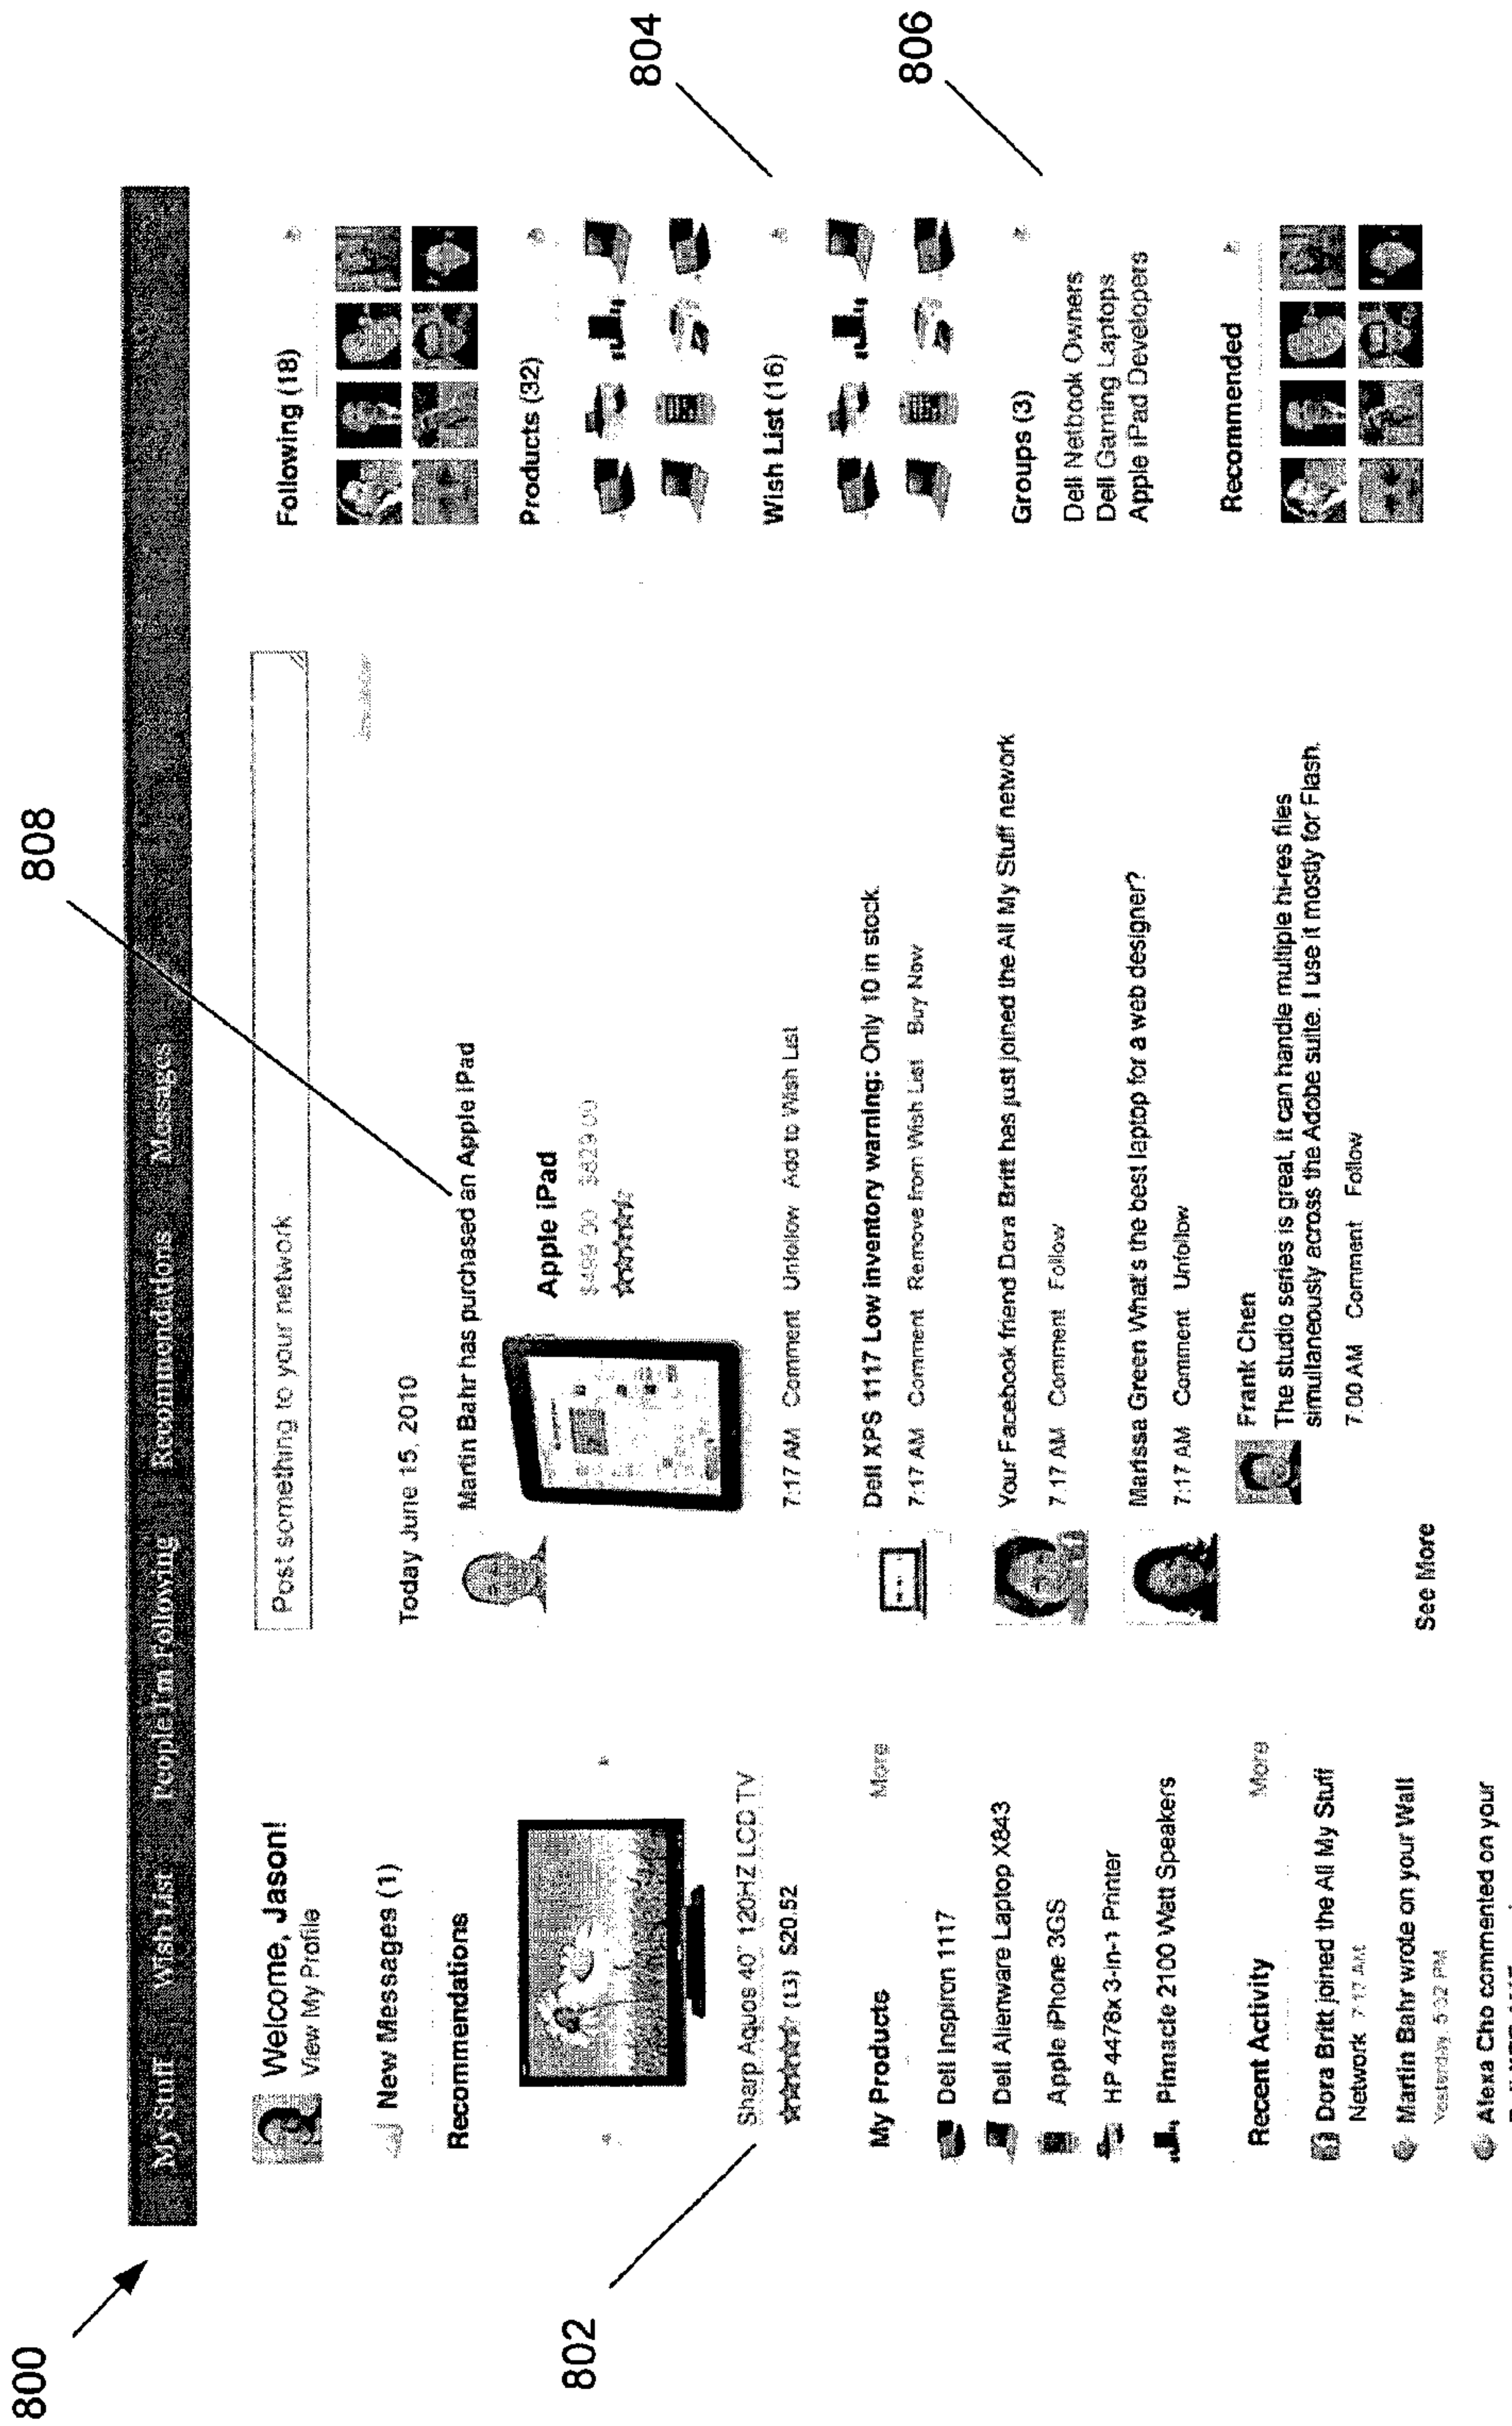 800
808
804
806
802
My Stuff Wish List People I'm Following Recommendations Messages
Welcome, Jason!
View My Profile
New Messages (1)
Recommendations
Sharp Aquos 40" 120HZ LCD TV
(13) $20.52
My Products More
Dell Inspiron 1117
Dell Alienware Laptop X843
Apple iPhone 3GS
HP 4478x 3-in-1 Printer
Pinnacle 2100 Watt Speakers
Recent Activity More
Dora Britt joined the All My Stuff
Network 7:17 AM
Martin Bahr wrote on your Wall
Yesterday, 5:02 PM
Alexa Cho commented on your
Post something to your network
Today June 15, 2010
Martin Bahr has purchased an Apple iPad
Apple iPad
$499.00 $829.00
7:17 AM Comment Unfollow Add to Wish List
Dell XPS 1117 Low inventory warning: Only 10 in stock.
7:17 AM Comment Remove from Wish List Buy Now
Your Facebook friend Dora Britt has just joined the All My Stuff network
7:17 AM Comment Follow
Marissa Green What's the best laptop for a web designer?
7:17 AM Comment Unfollow
Frank Chen
The studio series is great, it can handle multiple hi-res files
simultaneously across the Adobe suite. I use it mostly for Flash.
7:00 AM Comment Follow
See More
Following (18)
Products (32)
Wish List (16)
Groups (3)
Dell Netbook Owners
Dell Gaming Laptops
Apple iPad Developers
Recommended